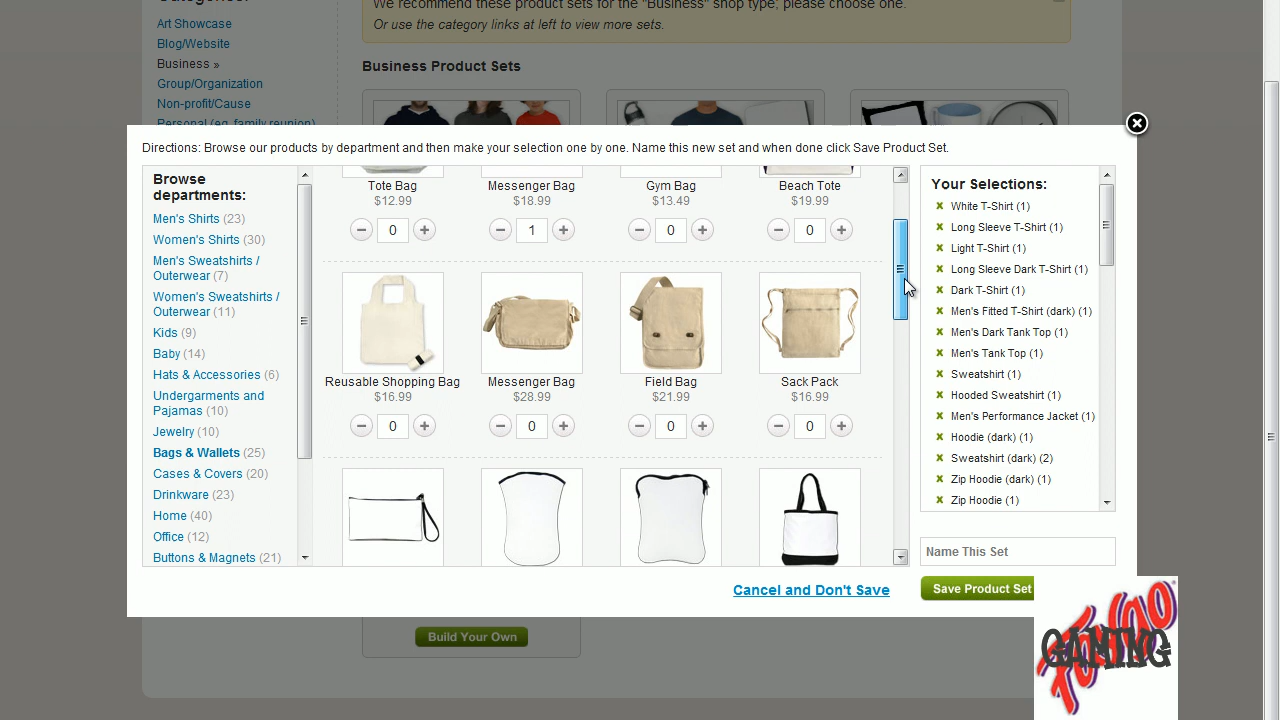 We recommend these product sets for the "Business" shop type; please choose one.
Art Showcase
Or use the category links at left to view more sets.
Blog/Website
Business »
Business Product Sets
Group/Organization
Non-profit/Cause
Personal (eg. family reunion)
Directions: Browse our products by department and then make your selection one by one. Name this new set and when done click Save Product Set.
Browse departments:
Men's Shirts (23)
Women's Shirts (30)
Men's Sweatshirts /
Outerwear (7)
Women's Sweatshirts /
Outerwear (11)
Kids (9)
Baby (14)
Hats & Accessories (6)
Undergarments and
Pajamas (10)
Jewelry (10)
Bags & Wallets (25)
Cases & Covers (20)
Drinkware (23)
Home (40)
Office (12)
Buttons & Magnets (21)
Tote Bag Messenger Bag Gym Bag Beach Tote
$12.99 $18.99 $13.49 $19.99
0 1 0 0
Reusable Shopping Bag Messenger Bag Field Bag Sack Pack
$16.99 $28.99 $21.99 $16.99
0 0 0 0
Your Selections:
x White T-Shirt (1)
x Long Sleeve T-Shirt (1)
x Light T-Shirt (1)
x Long Sleeve Dark T-Shirt (1)
x Dark T-Shirt (1)
x Men's Fitted T-Shirt (dark) (1)
x Men's Dark Tank Top (1)
x Men's Tank Top (1)
x Sweatshirt (1)
x Hooded Sweatshirt (1)
x Men's Performance Jacket (1)
x Hoodie (dark) (1)
x Sweatshirt (dark) (2)
x Zip Hoodie (dark) (1)
x Zip Hoodie (1)
Name This Set
Cancel and Don't Save
Save Product Set
Build Your Own
GAMING